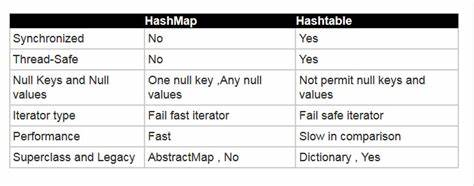 HashMap Hashtable
Synchronized No Yes
Thread-Safe No Yes
Null Keys and Null One null key ,Any null Not permit null keys and
values values values
Iterator type Fail fast iterator Fail safe iterator
Performance Fast Slow in comparison
Superclass and Legacy AbstractMap , No Dictionary , Yes